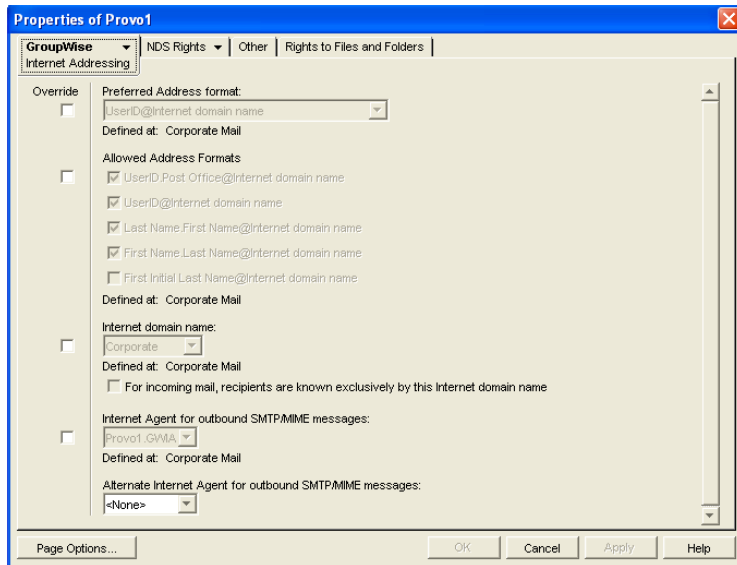 Properties of Provo1
GroupWise NDS Rights Other Rights to Files and Folders
Internet Addressing
Override Preferred Address format:
UserID@Internet domain name
Defined at: Corporate Mail
Allowed Address Formats
UserID.Post Office@Internet domain name
UserID@Internet domain name
Last Name.First Name@Internet domain name
First Name.Last Name@Internet domain name
First Initial Last Name@Internet domain name
Defined at: Corporate Mail
Internet domain name:
Corporate
Defined at: Corporate Mail
For incoming mail, recipients are known exclusively by this Internet domain name
Internet Agent for outbound SMTP/MIME messages:
Provo1.GWIA
Defined at: Corporate Mail
Alternate Internet Agent for outbound SMTP/MIME messages:
<None>
Page Options... OK Cancel Apply Help